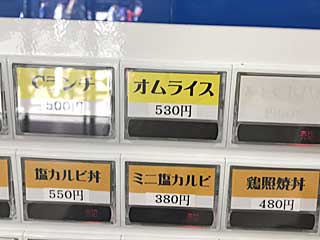 Cランチ
500円
オムライス
530円
塩カルビ丼
550円
ミニ塩カルビ
380円
鶏照焼丼
480円